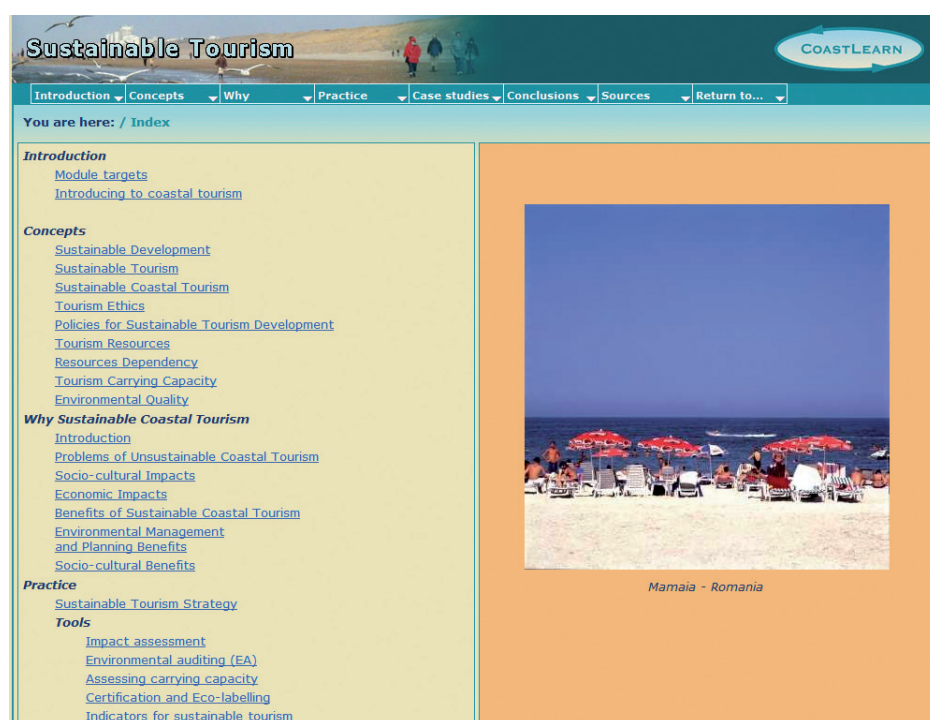 Sustainable Tourism
COASTLEARN
Introduction Concepts Why Practice Case studies Conclusions Sources Return to...
You are here: / Index
Introduction
Module targets
Introducing to coastal tourism
Concepts
Sustainable Development
Sustainable Tourism
Sustainable Coastal Tourism
Tourism Ethics
Policies for Sustainable Tourism Development
Tourism Resources
Resources Dependency
Tourism Carrying Capacity
Environmental Quality
Why Sustainable Coastal Tourism
Introduction
Problems of Unsustainable Coastal Tourism
Socio-cultural Impacts
Economic Impacts
Benefits of Sustainable Coastal Tourism
Environmental Management
and Planning Benefits
Socio-cultural Benefits
Practice
Sustainable Tourism Strategy
Tools
Impact assessment
Environmental auditing (EA)
Assessing carrying capacity
Certification and Eco-labelling
Indicators for sustainable tourism
Mamaia - Romania